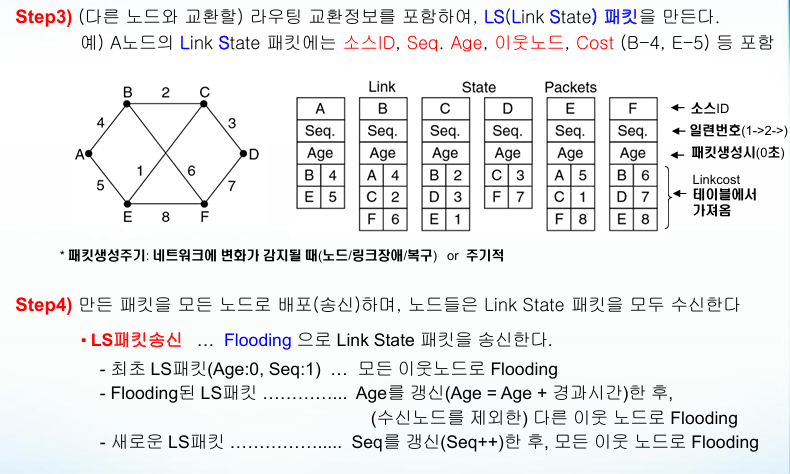 Step3) (다른 노드와 교환할) 라우팅 교환정보를 포함하여, LS(Link State) 패킷을 만든다.
예) A노드의 Link State 패킷에는 소스ID, Seq. Age, 이웃노드, Cost (B-4, E-5) 등 포함
Link State Packets
B 2 C
4 3
A D
1 6
5 7
E 8 F
A B C D E F ← 소스ID
Seq. Seq. Seq. Seq. Seq. Seq. ← 일련번호(1->2->)
Age Age Age Age Age Age ← 패킷생성시(0초)
B 4 A 4 B 2 C 3 A 5 B 6
E 5 C 2 D 3 F 7 C 1 D 7
F 6 E 1 F 8 E 8
← Linkcost
테이블에서
가져옴
* 패킷생성주기: 네트워크에 변화가 감지될 때(노드/링크장애/복구) or 주기적
Step4) 만든 패킷을 모든 노드로 배포(송신)하며, 노드들은 Link State 패킷을 모두 수신한다
▪ LS패킷송신 … Flooding 으로 Link State 패킷을 송신한다.
- 최초 LS패킷(Age:0, Seq:1) … 모든 이웃노드로 Flooding
- Flooding된 LS패킷 …………... Age를 갱신(Age = Age + 경과시간)한 후,
(수신노드를 제외한) 다른 이웃 노드로 Flooding
- 새로운 LS패킷 ……………..... Seq를 갱신(Seq++)한 후, 모든 이웃 노드로 Flooding